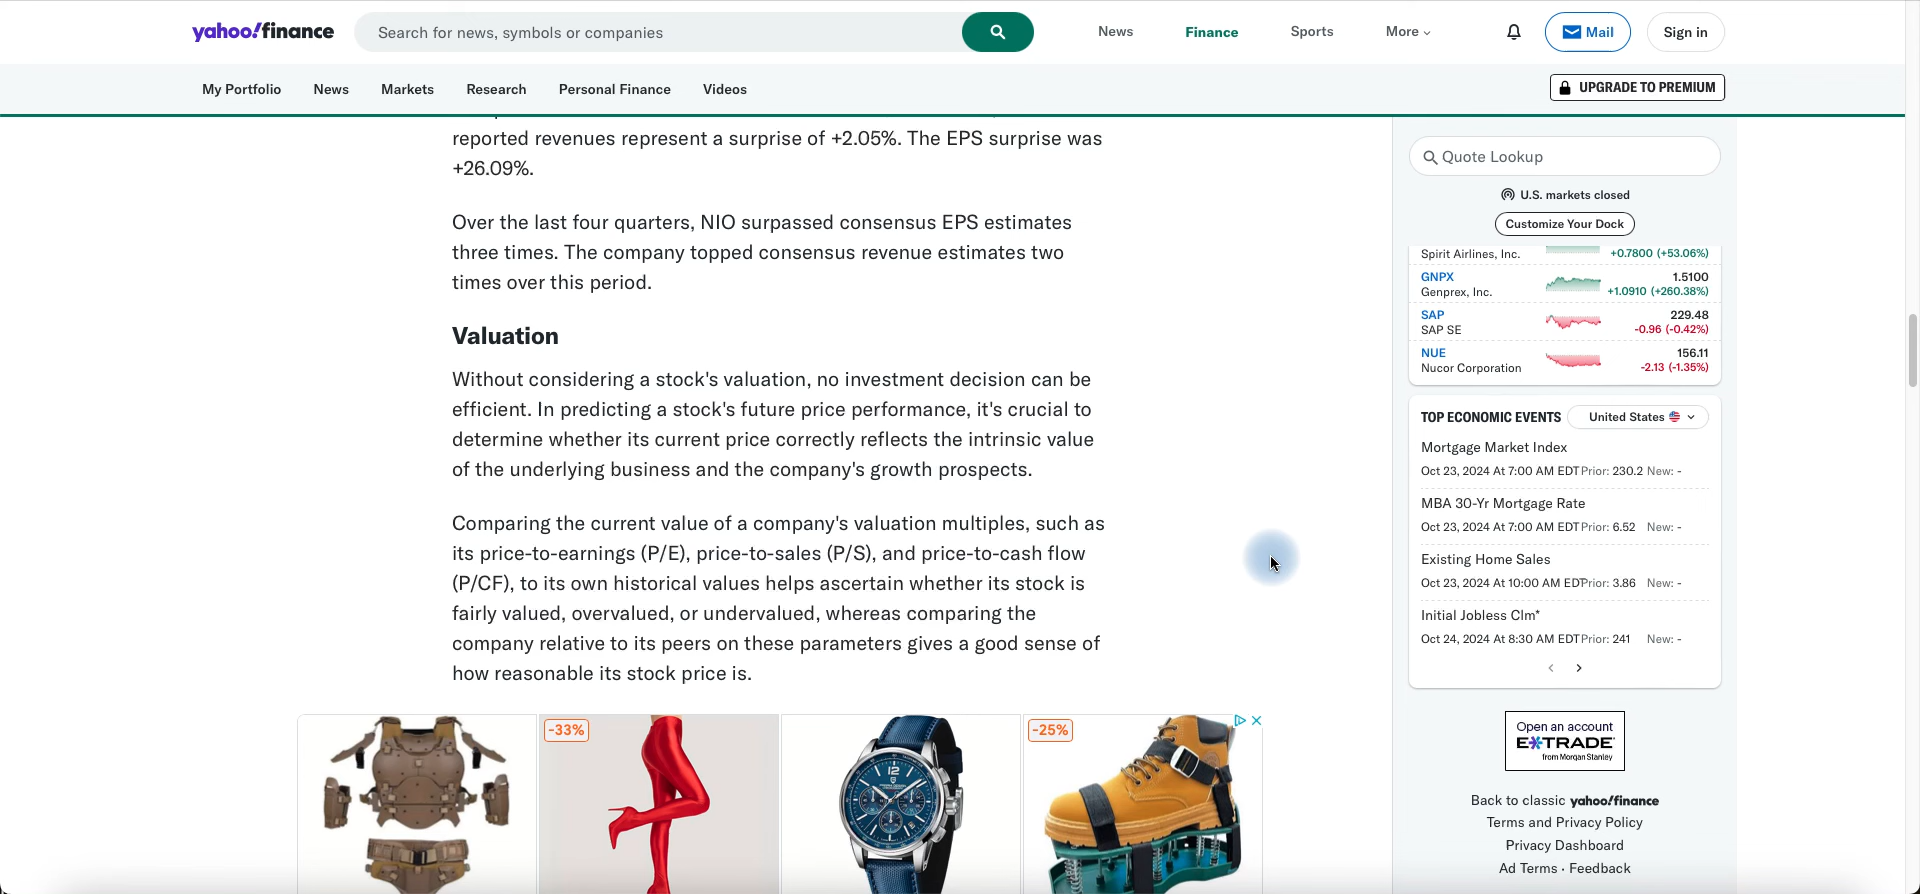 yahoo!finance
Search for news, symbols or companies
News
Finance
Sports
More
Mail
Sign in
My Portfolio
News
Markets
Research
Personal Finance
Videos
UPGRADE TO PREMIUM
reported revenues represent a surprise of +2.05%. The EPS surprise was
+26.09%.
Over the last four quarters, NIO surpassed consensus EPS estimates
three times. The company topped consensus revenue estimates two
times over this period.
Valuation
Without considering a stock's valuation, no investment decision can be
efficient. In predicting a stock's future price performance, it's crucial to
determine whether its current price correctly reflects the intrinsic value
of the underlying business and the company's growth prospects.
Comparing the current value of a company's valuation multiples, such as
its price-to-earnings (P/E), price-to-sales (P/S), and price-to-cash flow
(P/CF), to its own historical values helps ascertain whether its stock is
fairly valued, overvalued, or undervalued, whereas comparing the
company relative to its peers on these parameters gives a good sense of
how reasonable its stock price is.
-33%
12
-25%
Quote Lookup
U.S. markets closed
Customize Your Dock
Spirit Airlines, Inc. +0.7800 (+53.06%)
GNPX 1.5100
Genprex, Inc. +1.0910 (+260.38%)
SAP 229.48
SAP SE -0.96 (-0.42%)
NUE 156.11
Nucor Corporation -2.13 (-1.35%)
TOP ECONOMIC EVENTS United States
Mortgage Market Index
Oct 23, 2024 At 7:00 AM EDT Prior: 230.2 New: -
MBA 30-Yr Mortgage Rate
Oct 23, 2024 At 7:00 AM EDT Prior: 6.52 New: -
Existing Home Sales
Oct 23, 2024 At 10:00 AM EDT Prior: 3.86 New: -
Initial Jobless Clm*
Oct 24, 2024 At 8:30 AM EDT Prior: 241 New: -
Open an account
E*TRADE
from Morgan Stanley
Back to classic yahoo!finance
Terms and Privacy Policy
Privacy Dashboard
Ad Terms · Feedback